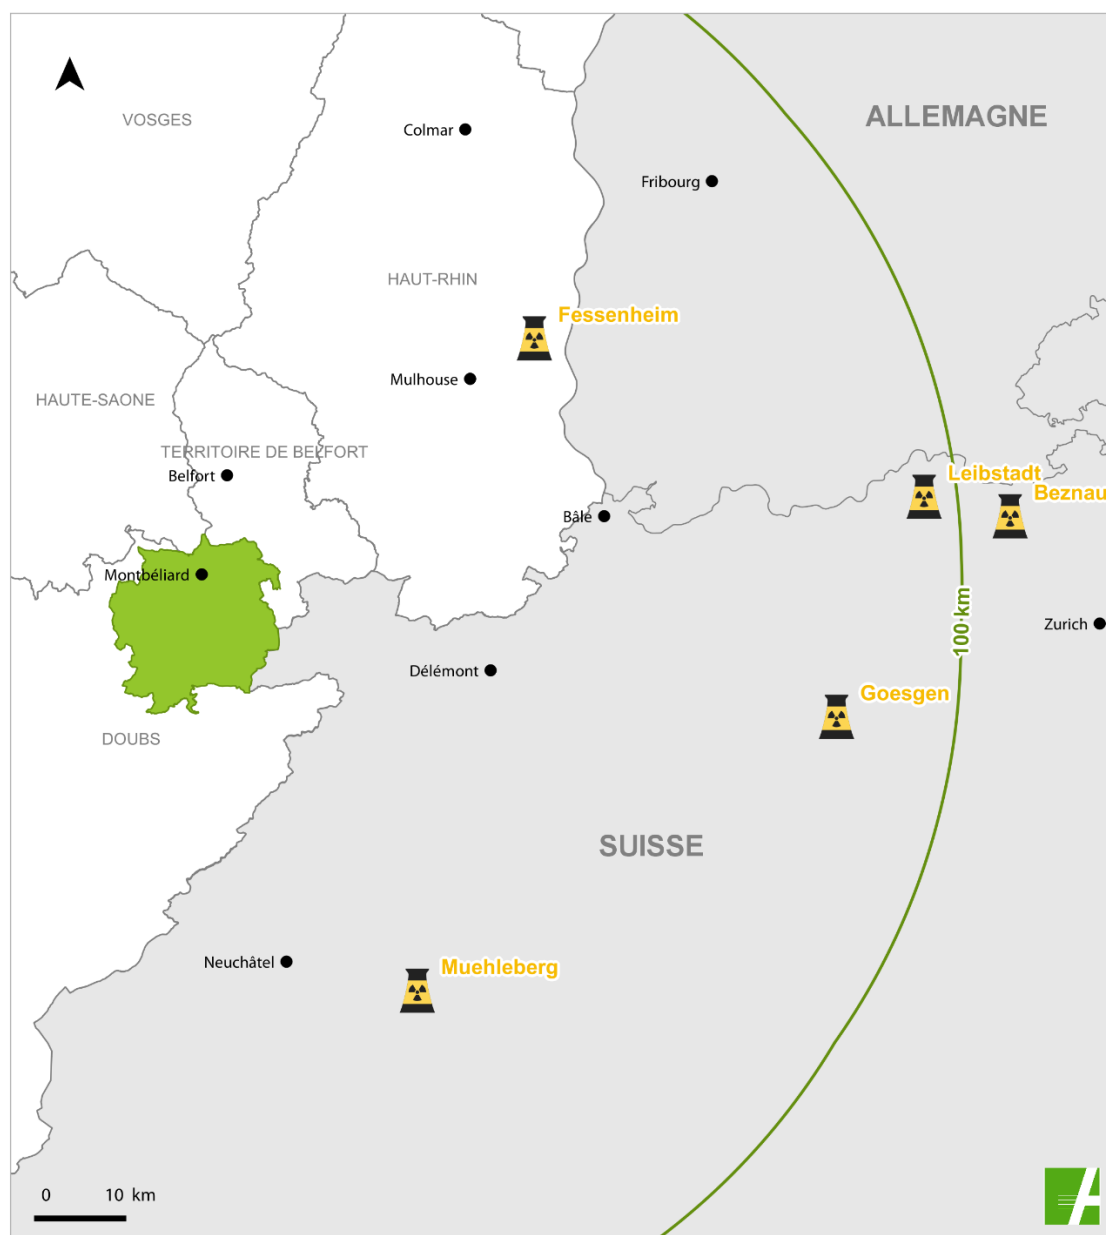 ALLEMAGNE
VOSGES
Colmar
Fribourg
HAUT-RHIN
Fessenheim
Mulhouse
HAUTE-SAONE
TERRITOIRE DE BELFORT
Belfort
Leibstadt
Beznau
Bâle
Montbéliard
100 km
Zurich
Délémont
Goesgen
DOUBS
SUISSE
Neuchâtel
Muehleberg
0 10 km